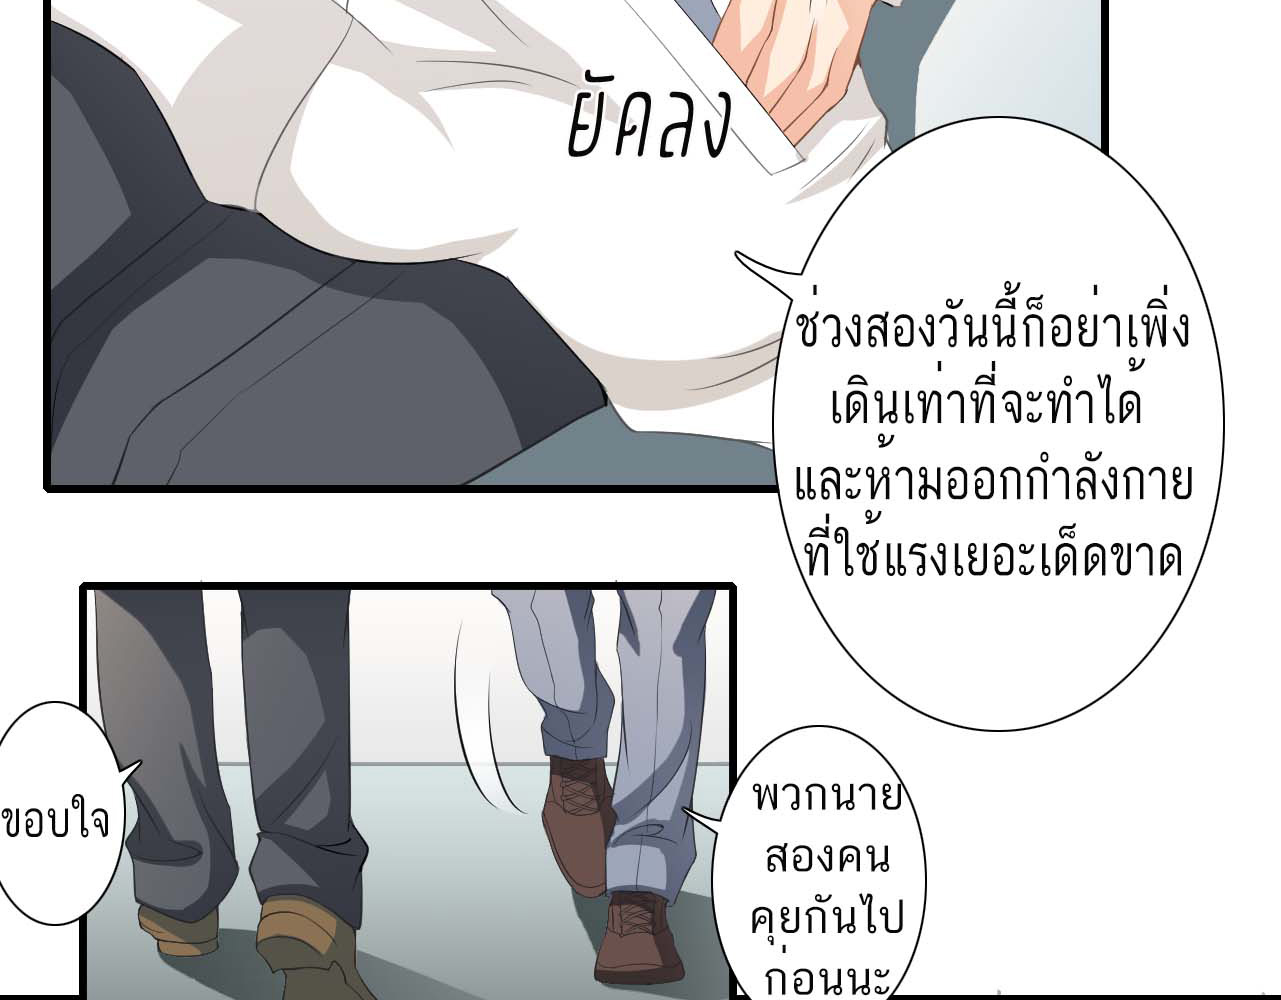 ยัดลง
ช่วงสองวันนี้ก็อย่าเพิ่ง
เดินเท่าที่จะทำได้
และห้ามออกกำลังกาย
ที่ใช้แรงเยอะเด็ดขาด
ขอบใจ
พวกนาย
สองคน
คุยกันไป
ก่อนนะ